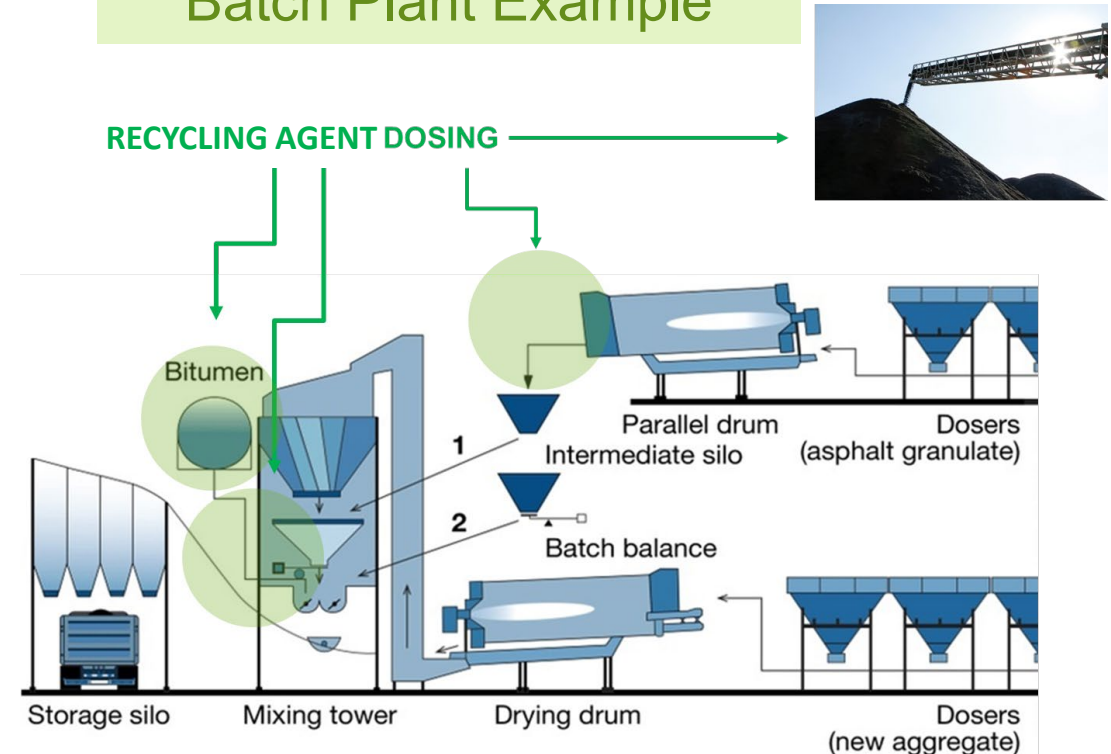 Batch Plant Example
RECYCLING AGENT DOSING
Bitumen
1
2
Parallel drum
Intermediate silo
Dosers
(asphalt granulate)
Batch balance
Storage silo
Mixing tower
Drying drum
Dosers
(new aggregate)